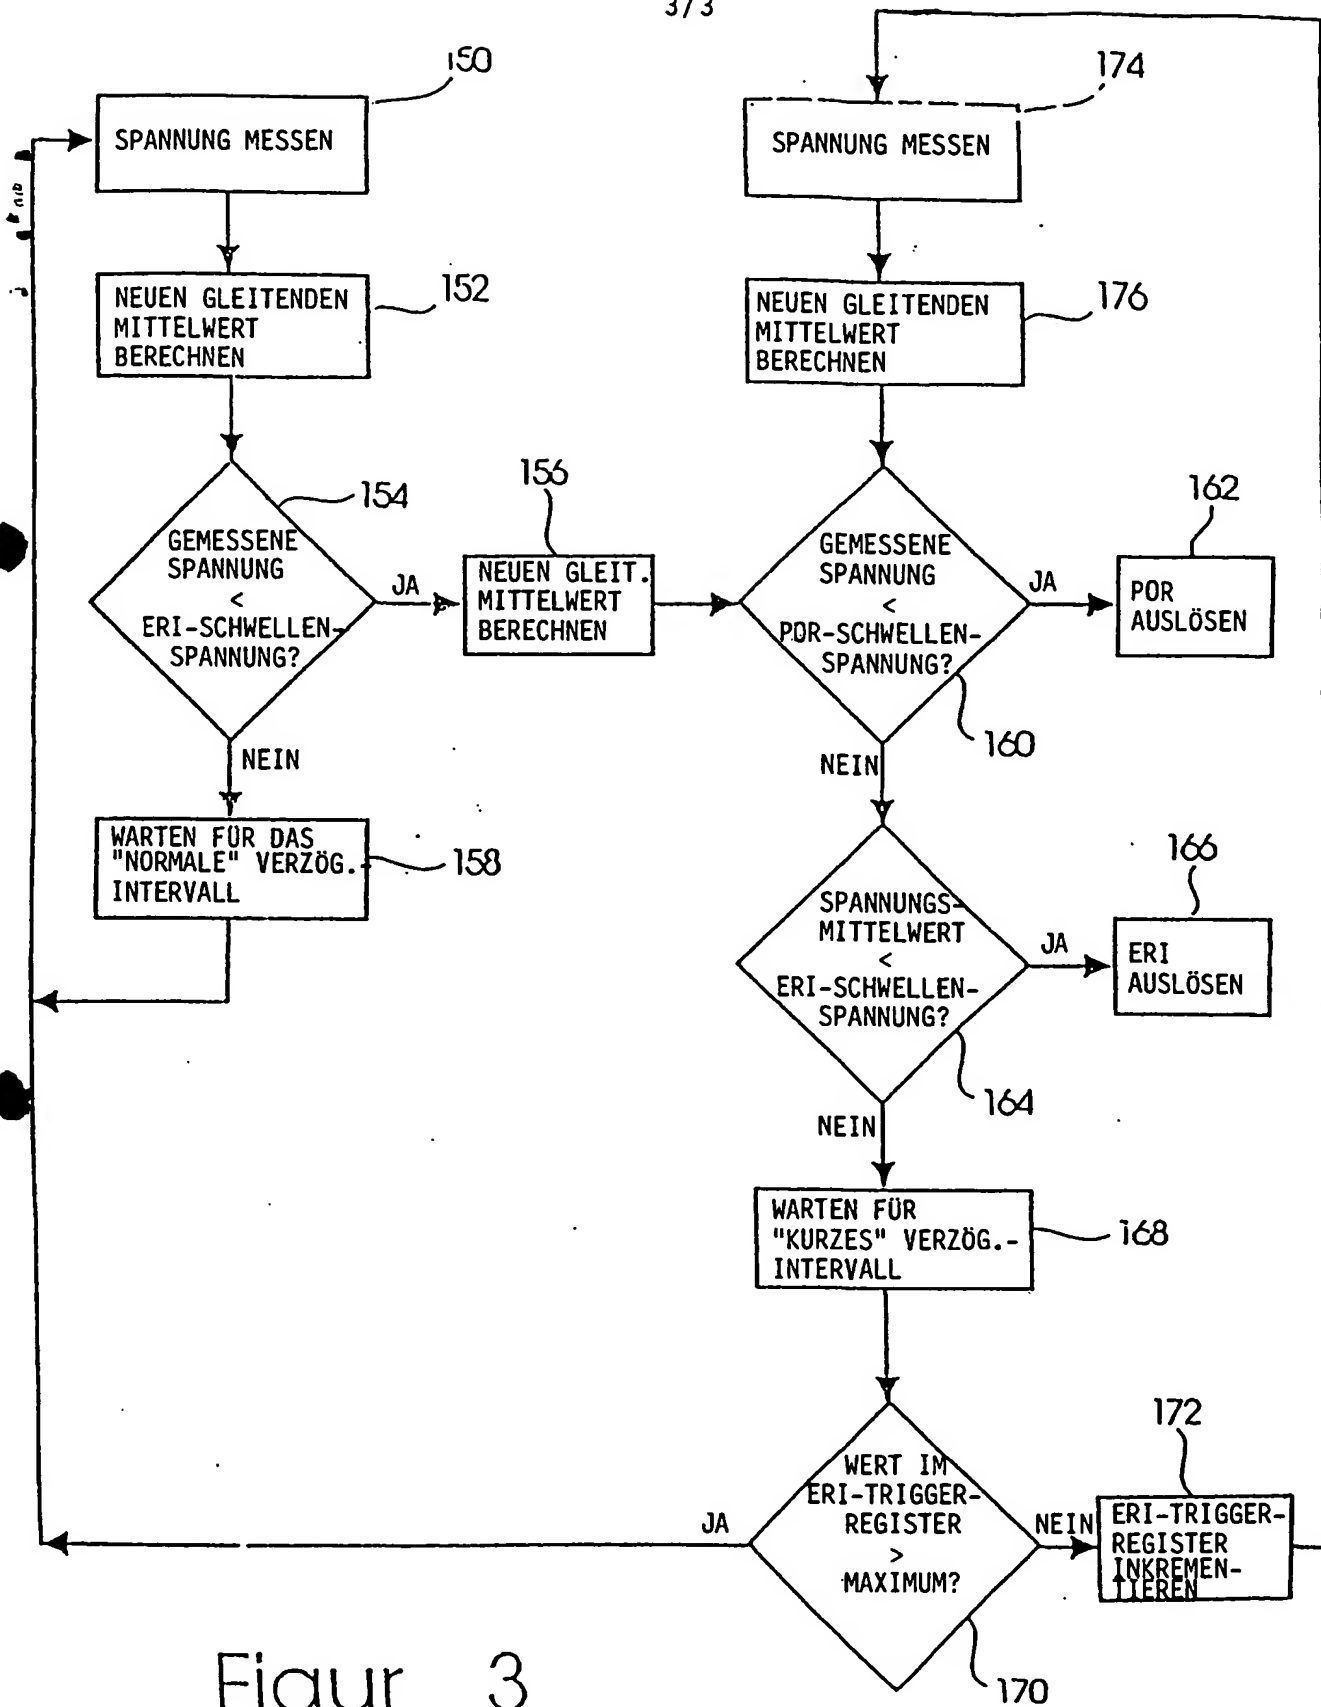 3/3
150
SPANNUNG MESSEN
152
NEUEN GLEITENDEN
MITTELWERT
BERECHNEN
154
GEMESSENE
SPANNUNG
<
ERI-SCHWELLEN-
SPANNUNG?
JA
NEIN
156
NEUEN GLEIT.
MITTELWERT
BERECHNEN
158
WARTEN FÜR DAS
"NORMALE" VERZÖG.-
INTERVALL
174
SPANNUNG MESSEN
176
NEUEN GLEITENDEN
MITTELWERT
BERECHNEN
GEMESSENE
SPANNUNG
<
POR-SCHWELLEN-
SPANNUNG?
160
JA
162
POR
AUSLÖSEN
NEIN
SPANNUNGS-
MITTELWERT
<
ERI-SCHWELLEN-
SPANNUNG?
164
JA
166
ERI
AUSLÖSEN
NEIN
WARTEN FÜR
"KURZES" VERZÖG.-
INTERVALL
168
WERT IM
ERI-TRIGGER-
REGISTER
>
MAXIMUM?
170
JA
NEIN
172
ERI-TRIGGER-
REGISTER
INKREMEN-
TIEREN
Figur 3